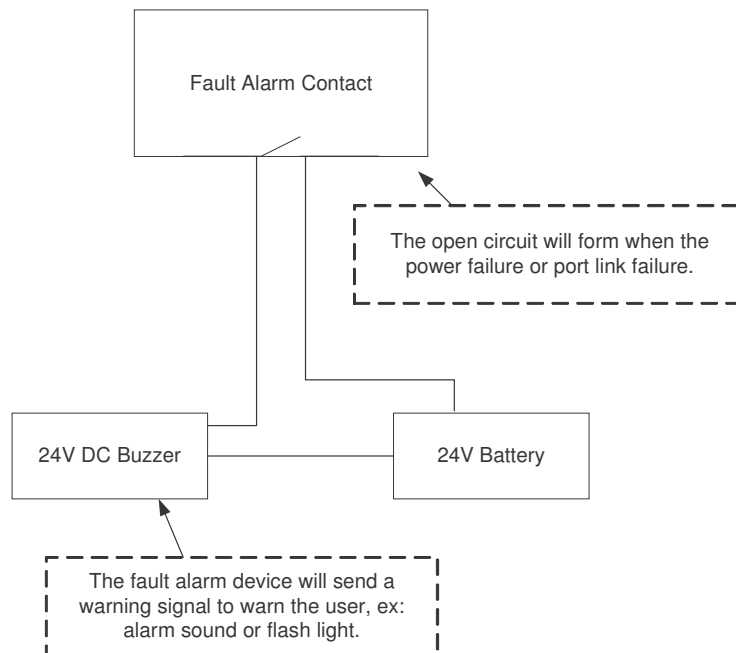 Fault Alarm Contact
The open circuit will form when the
power failure or port link failure.
24V DC Buzzer
24V Battery
The fault alarm device will send a
warning signal to warn the user, ex:
alarm sound or flash light.